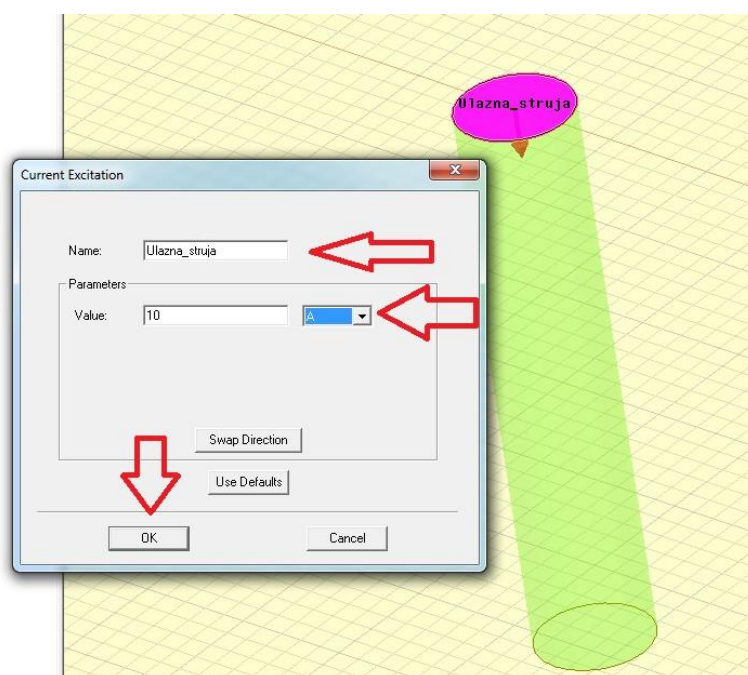 Ulazna_struja
Current Excitation
X
Name: Ulazna_struja
Parameters
Value: 10 A
Swap Direction
Use Defaults
OK Cancel